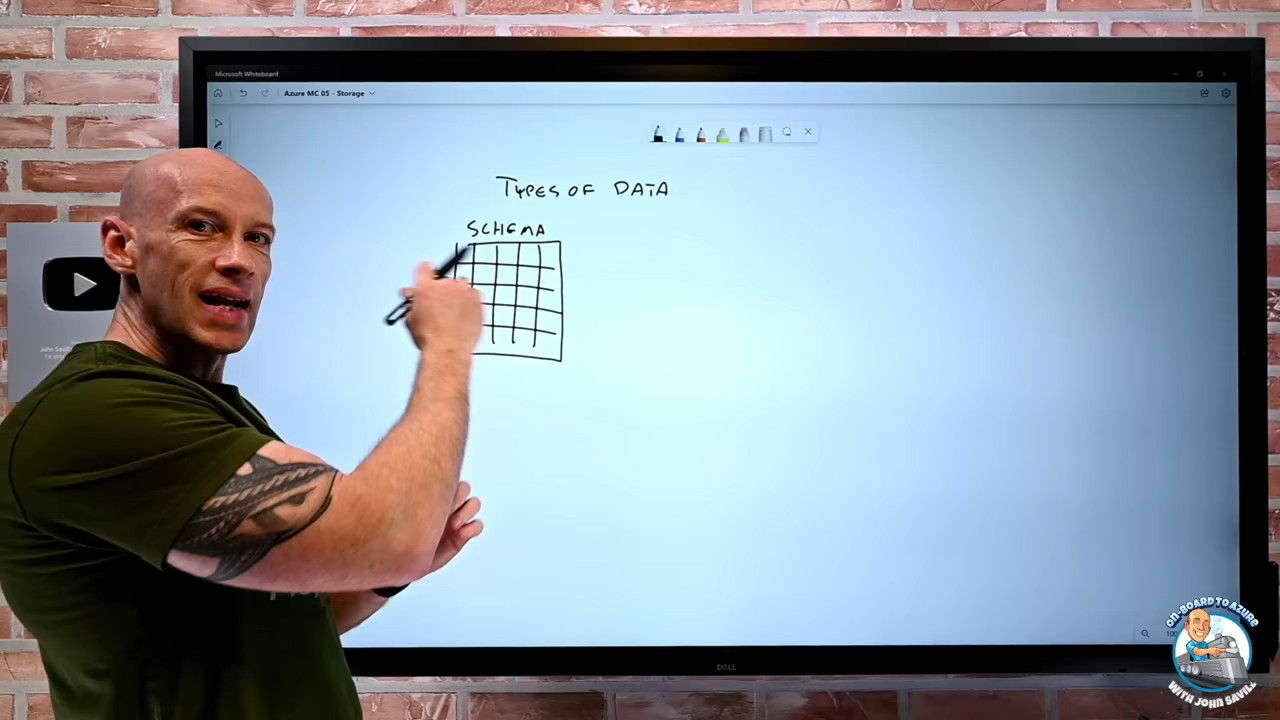 Microsoft Whiteboard
Azure MC 05 - Storage
TYPES OF DATA
SCHEMA
DELL
ON-BOARD TO AZURE
WITH JOHN SAVILL